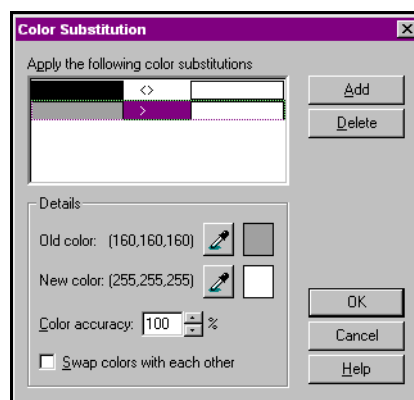 Color Substitution
Apply the following color substitutions
<>
>
Add
Delete
Details
Old color: (160,160,160)
New color: (255,255,255)
Color accuracy: 100 %
Swap colors with each other
OK
Cancel
Help